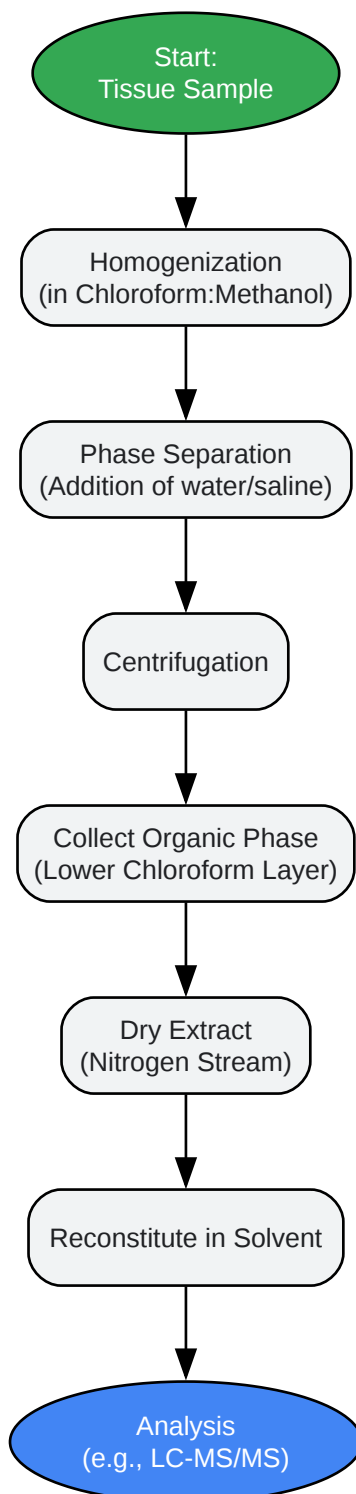 Start:
Tissue Sample
Homogenization
(in Chloroform:Methanol)
Phase Separation
(Addition of water/saline)
Centrifugation
Collect Organic Phase
(Lower Chloroform Layer)
Dry Extract
(Nitrogen Stream)
Reconstitute in Solvent
Analysis
(e.g., LC-MS/MS)